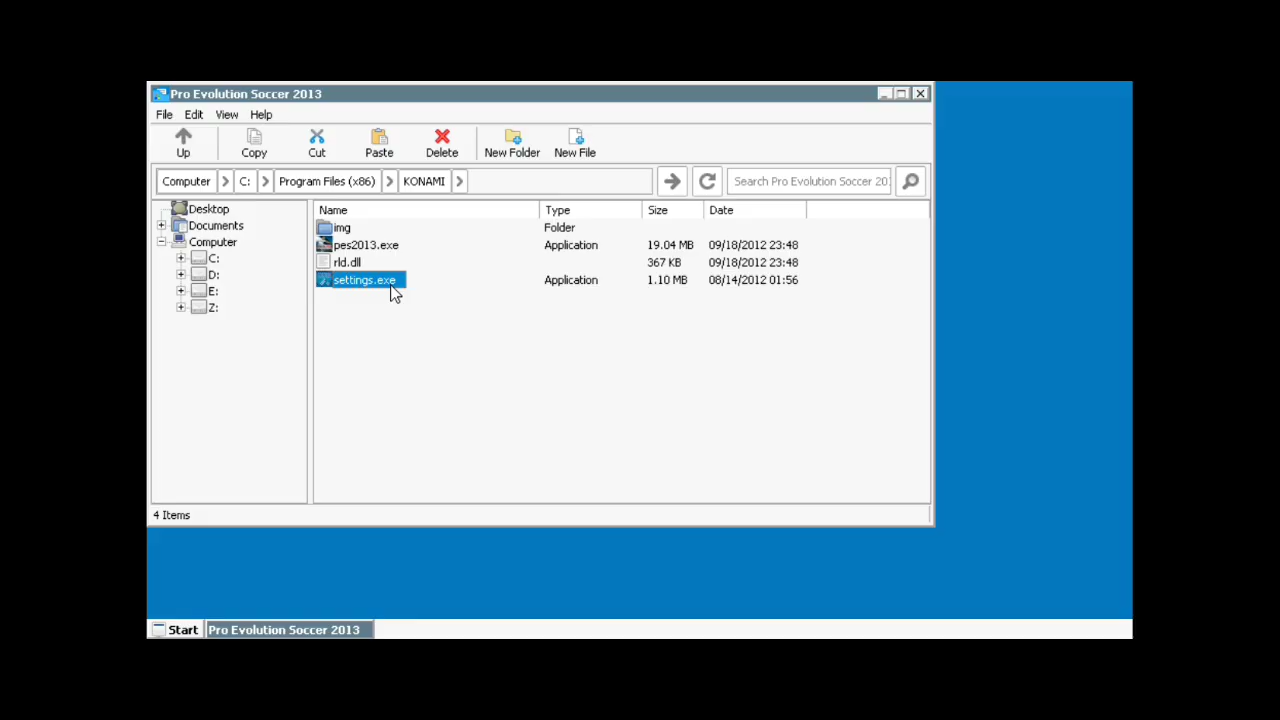 Pro Evolution Soccer 2013
File Edit View Help
Up Copy Cut Paste Delete New Folder New File
Computer C: Program Files (x86) KONAMI Search Pro Evolution Soccer 20
Desktop
Documents
Computer
C:
D:
E:
Z:
Name Type Size Date
img Folder
pes2013.exe Application 19.04 MB 09/18/2012 23:48
rld.dll 367 KB 09/18/2012 23:48
settings.exe Application 1.10 MB 08/14/2012 01:56
4 Items
Start Pro Evolution Soccer 2013